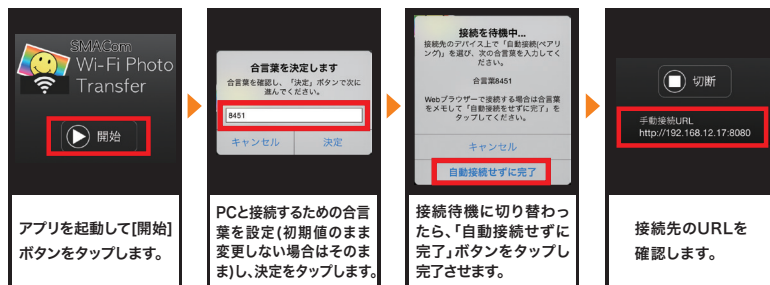 SMACom
Wi-Fi Photo
Transfer
開始
アプリを起動して[開始]
ボタンをタップします。
合言葉を決定します
合言葉を確認し、「決定」ボタンで次に
進んでください。
8451
キャンセル
決定
PCと接続するための合言
葉を設定(初期値のまま
変更しない場合はそのま
ま)し、決定をタップします。
接続を待機中...
接続先のデバイス上で「自動接続(ペアリ
ング)」を選び、次の合言葉を入力してく
ださい。
合言葉8451
Webブラウザーで接続する場合は合言葉
をメモして「自動接続をせずに完了」を
タップしてください。
キャンセル
自動接続せずに完了
接続待機に切り替わっ
たら、「自動接続せずに
完了」ボタンをタップし
完了させます。
切断
手動接続URL
http://192.168.12.17:8080
接続先のURLを
確認します。